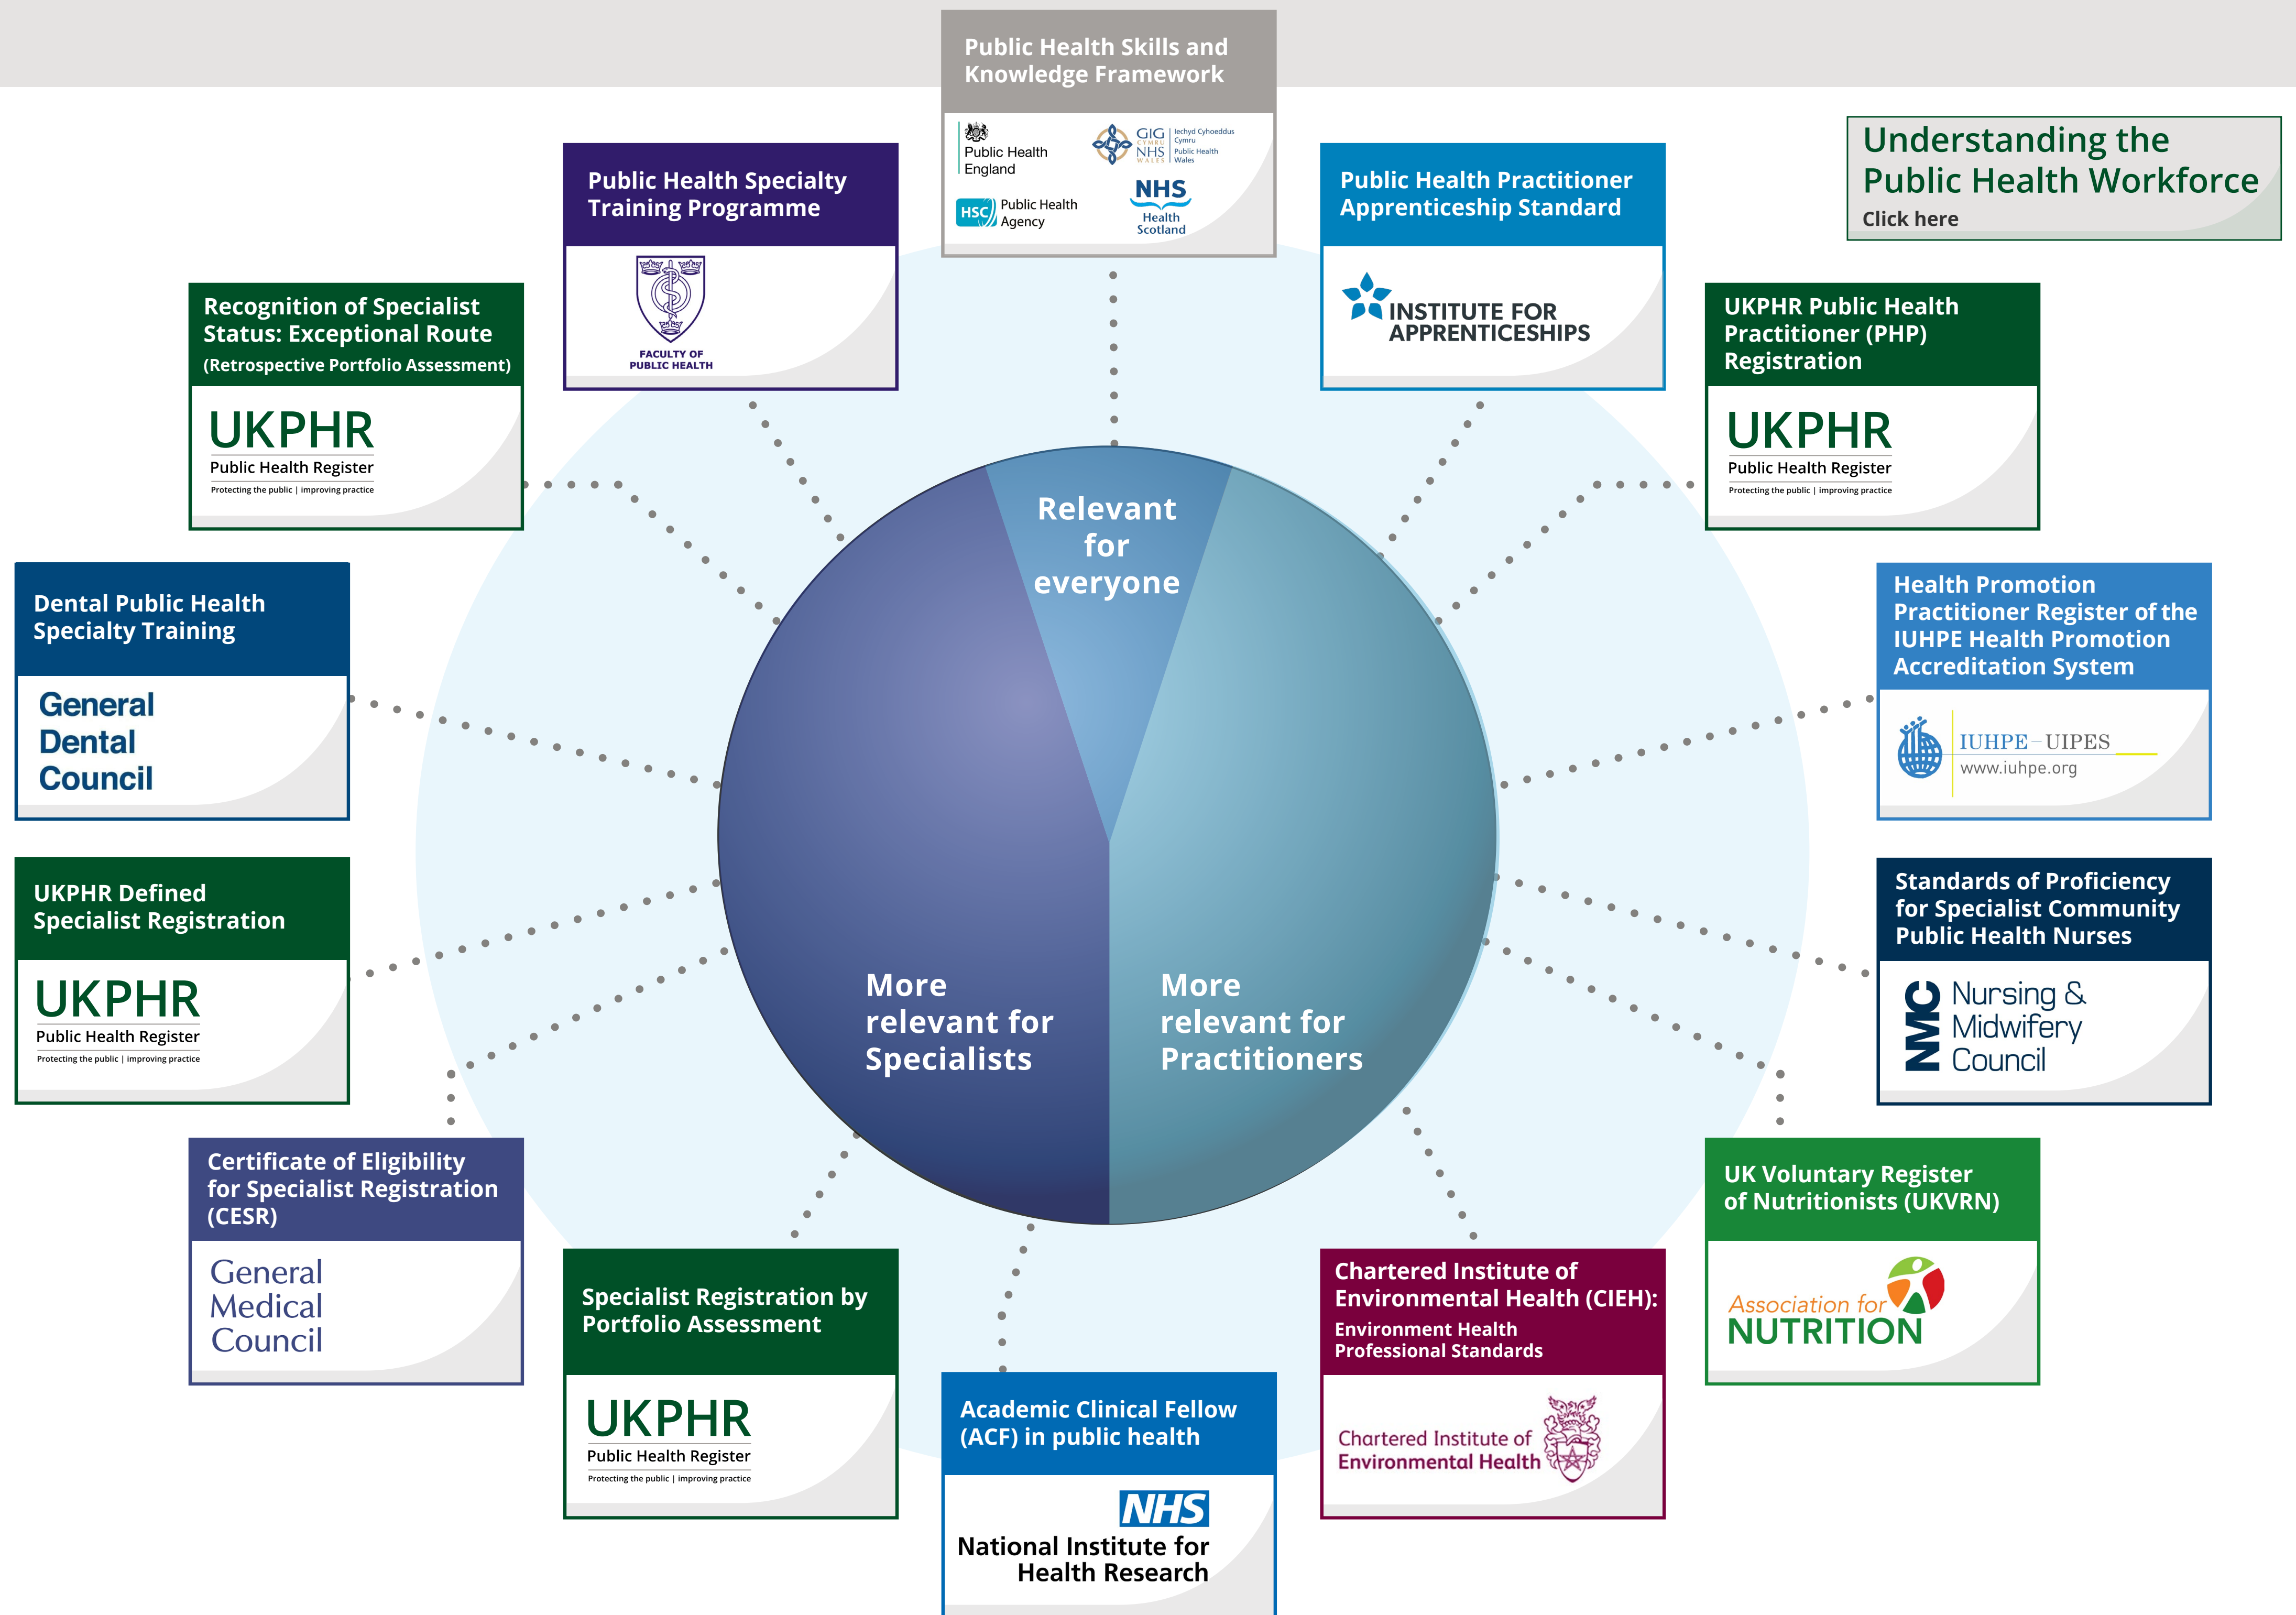 Public Health Skills and
Knowledge Framework
Public Health
England
GIG
CYMRU
NHS
WALES
Iechyd Cyhoeddus
Cymru
Public Health
Wales
HSC
Public Health
Agency
NHS
Health
Scotland
Understanding the
Public Health Workforce
Click here
Public Health Specialty
Training Programme
FACULTY OF
PUBLIC HEALTH
Public Health Practitioner
Apprenticeship Standard
INSTITUTE FOR
APPRENTICESHIPS
Recognition of Specialist
Status: Exceptional Route
(Retrospective Portfolio Assessment)
UKPHR
Public Health Register
Protecting the public | improving practice
UKPHR Public Health
Practitioner (PHP)
Registration
UKPHR
Public Health Register
Protecting the public | improving practice
Relevant
for
everyone
Dental Public Health
Specialty Training
General
Dental
Council
Health Promotion
Practitioner Register of the
IUHPE Health Promotion
Accreditation System
IUHPE – UIPES
www.iuhpe.org
UKPHR Defined
Specialist Registration
UKPHR
Public Health Register
Protecting the public | improving practice
More
relevant for
Specialists
More
relevant for
Practitioners
Standards of Proficiency
for Specialist Community
Public Health Nurses
NMC
Nursing &
Midwifery
Council
Certificate of Eligibility
for Specialist Registration
(CESR)
General
Medical
Council
UK Voluntary Register
of Nutritionists (UKVRN)
Association for
NUTRITION
Specialist Registration by
Portfolio Assessment
UKPHR
Public Health Register
Protecting the public | improving practice
Chartered Institute of
Environmental Health (CIEH):
Environment Health
Professional Standards
Chartered Institute of
Environmental Health
Academic Clinical Fellow
(ACF) in public health
NHS
National Institute for
Health Research